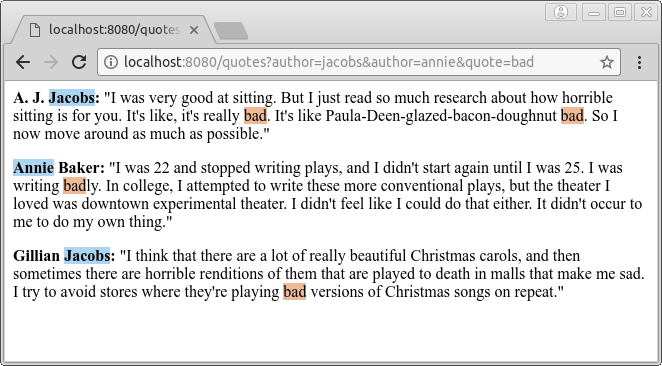 localhost:8080/quotes
localhost:8080/quotes?author=jacobs&author=annie&quote=bad
A. J. Jacobs: "I was very good at sitting. But I just read so much research about how horrible
sitting is for you. It's like, it's really bad. It's like Paula-Deen-glazed-bacon-doughnut bad. So I
now move around as much as possible."
Annie Baker: "I was 22 and stopped writing plays, and I didn't start again until I was 25. I was
writing badly. In college, I attempted to write these more conventional plays, but the theater I
loved was downtown experimental theater. I didn't feel like I could do that either. It didn't occur to
me to do my own thing."
Gillian Jacobs: "I think that there are a lot of really beautiful Christmas carols, and then
sometimes there are horrible renditions of them that are played to death in malls that make me sad.
I try to avoid stores where they're playing bad versions of Christmas songs on repeat."